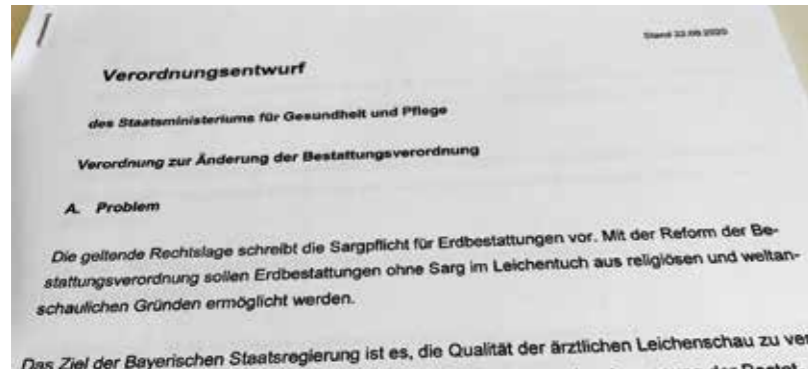 Stand 22.09.2020
Verordnungsentwurf
des Staatsministeriums für Gesundheit und Pflege
Verordnung zur Änderung der Bestattungsverordnung
A. Problem
Die geltende Rechtslage schreibt die Sargpflicht für Erdbestattungen vor. Mit der Reform der Be-
stattungsverordnung sollen Erdbestattungen ohne Sarg im Leichentuch aus religiösen und weltan-
schaulichen Gründen ermöglicht werden.
Das Ziel der Bayerischen Staatsregierung ist es, die Qualität der ärztlichen Leichenschau zu ver
der Bestat